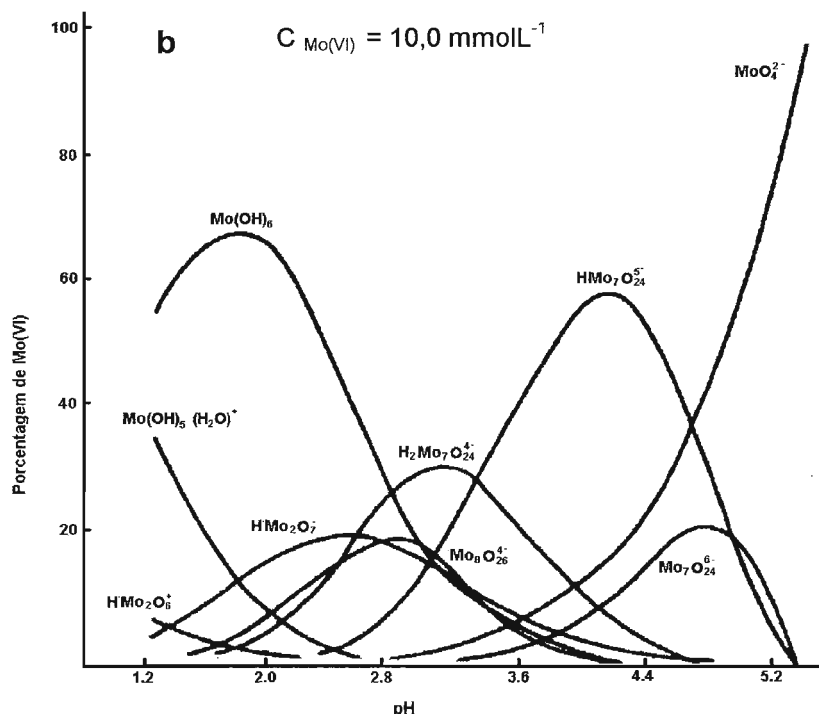 b C Mo(VI) = 10,0 mmolL⁻¹
100
80
60
40
20
Porcentagem de Mo(VI)
MoO₄²⁻
Mo(OH)₆
HMo₇O₂₄⁵⁻
Mo(OH)₅ (H₂O)⁺
H₂Mo₇O₂₄⁴⁻
HMo₂O₇⁻
Mo₈O₂₆⁴⁻
Mo₇O₂₄⁶⁻
HMo₂O₆⁺
1.2 2.0 2.8 3.6 4.4 5.2
pH